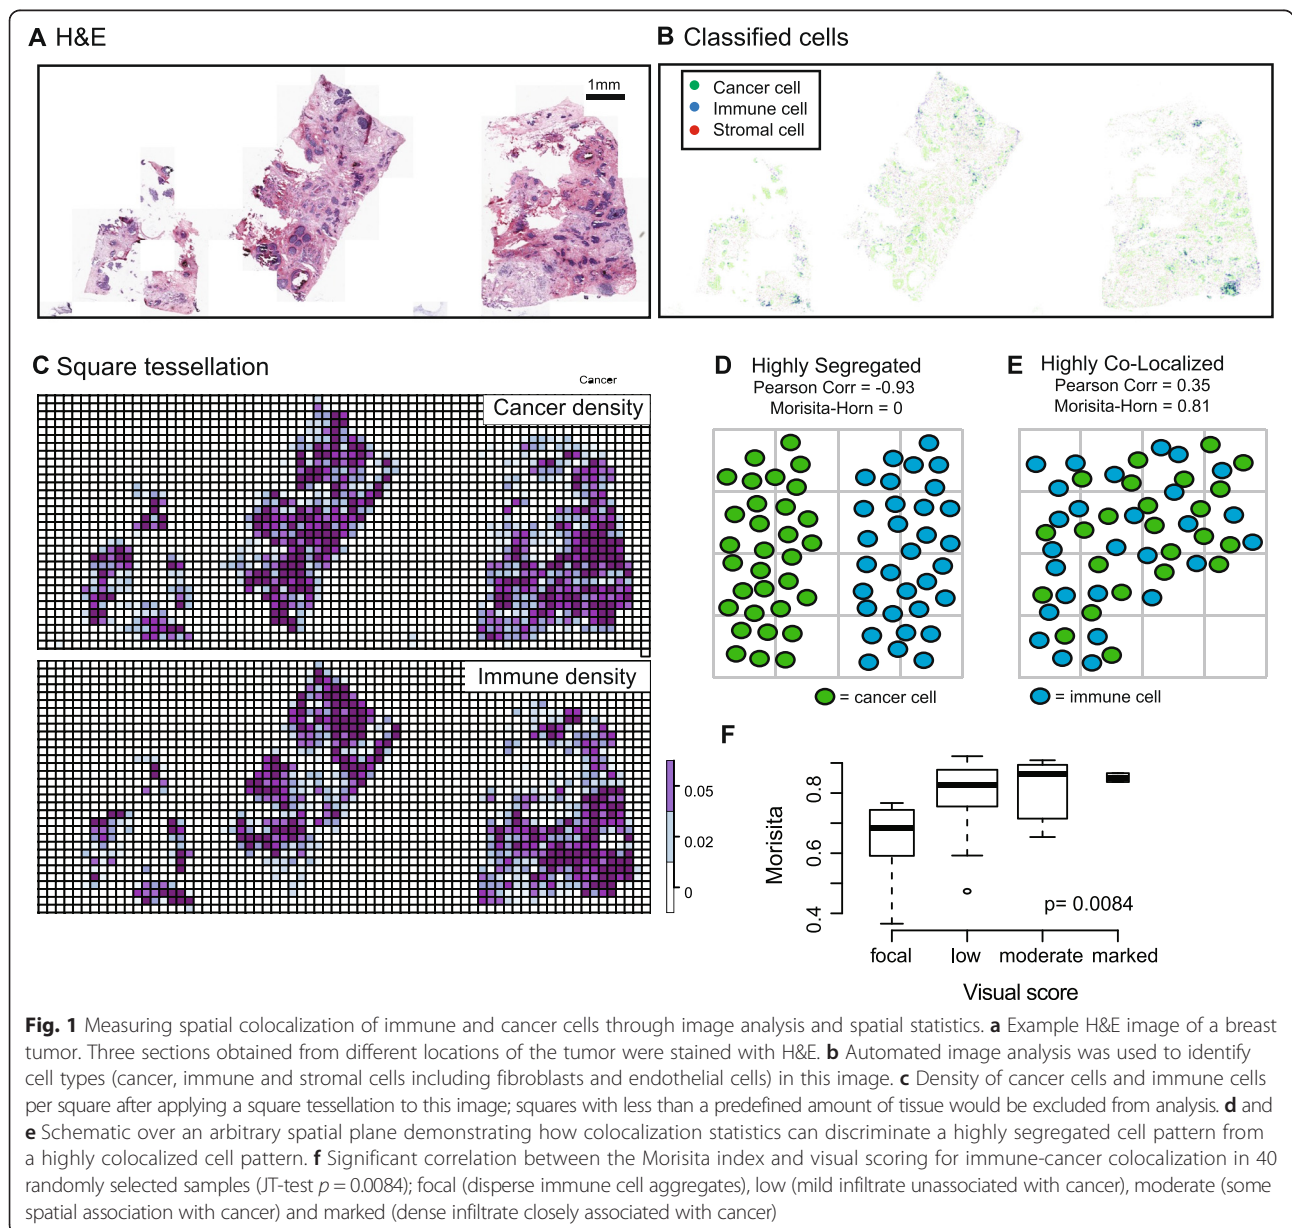 A H&E
1mm
B Classified cells
Cancer cell
Immune cell
Stromal cell
C Square tessellation
Cancer
Cancer density
Immune density
0.05
0.02
0
D Highly Segregated
Pearson Corr = -0.93
Morisita-Horn = 0
E Highly Co-Localized
Pearson Corr = 0.35
Morisita-Horn = 0.81
= cancer cell
= immune cell
F
Morisita
0.8
0.6
0.4
p= 0.0084
focal low moderate marked
Visual score
Fig. 1 Measuring spatial colocalization of immune and cancer cells through image analysis and spatial statistics. a Example H&E image of a breast
tumor. Three sections obtained from different locations of the tumor were stained with H&E. b Automated image analysis was used to identify
cell types (cancer, immune and stromal cells including fibroblasts and endothelial cells) in this image. c Density of cancer cells and immune cells
per square after applying a square tessellation to this image; squares with less than a predefined amount of tissue would be excluded from analysis. d and
e Schematic over an arbitrary spatial plane demonstrating how colocalization statistics can discriminate a highly segregated cell pattern from
a highly colocalized cell pattern. f Significant correlation between the Morisita index and visual scoring for immune-cancer colocalization in 40
randomly selected samples (JT-test p = 0.0084); focal (disperse immune cell aggregates), low (mild infiltrate unassociated with cancer), moderate (some
spatial association with cancer) and marked (dense infiltrate closely associated with cancer)